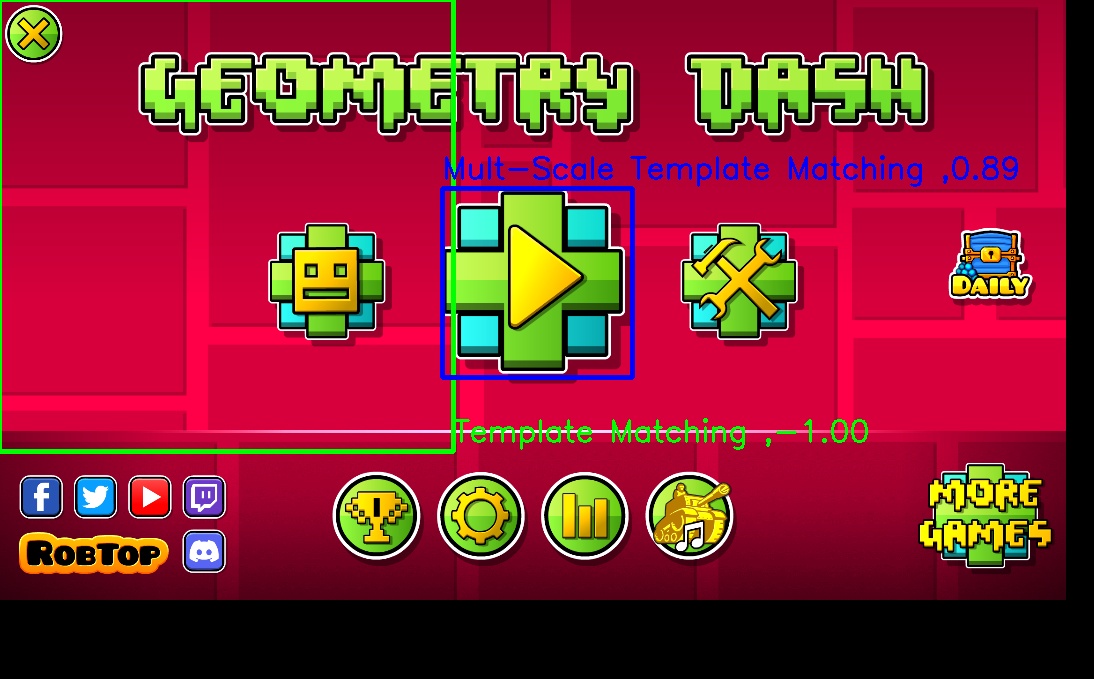 GEOMETRY DASH
Mult-Scale Template Matching ,0.89
DAILY
Template Matching ,-1.00
MORE
GAMES
ROBTOP